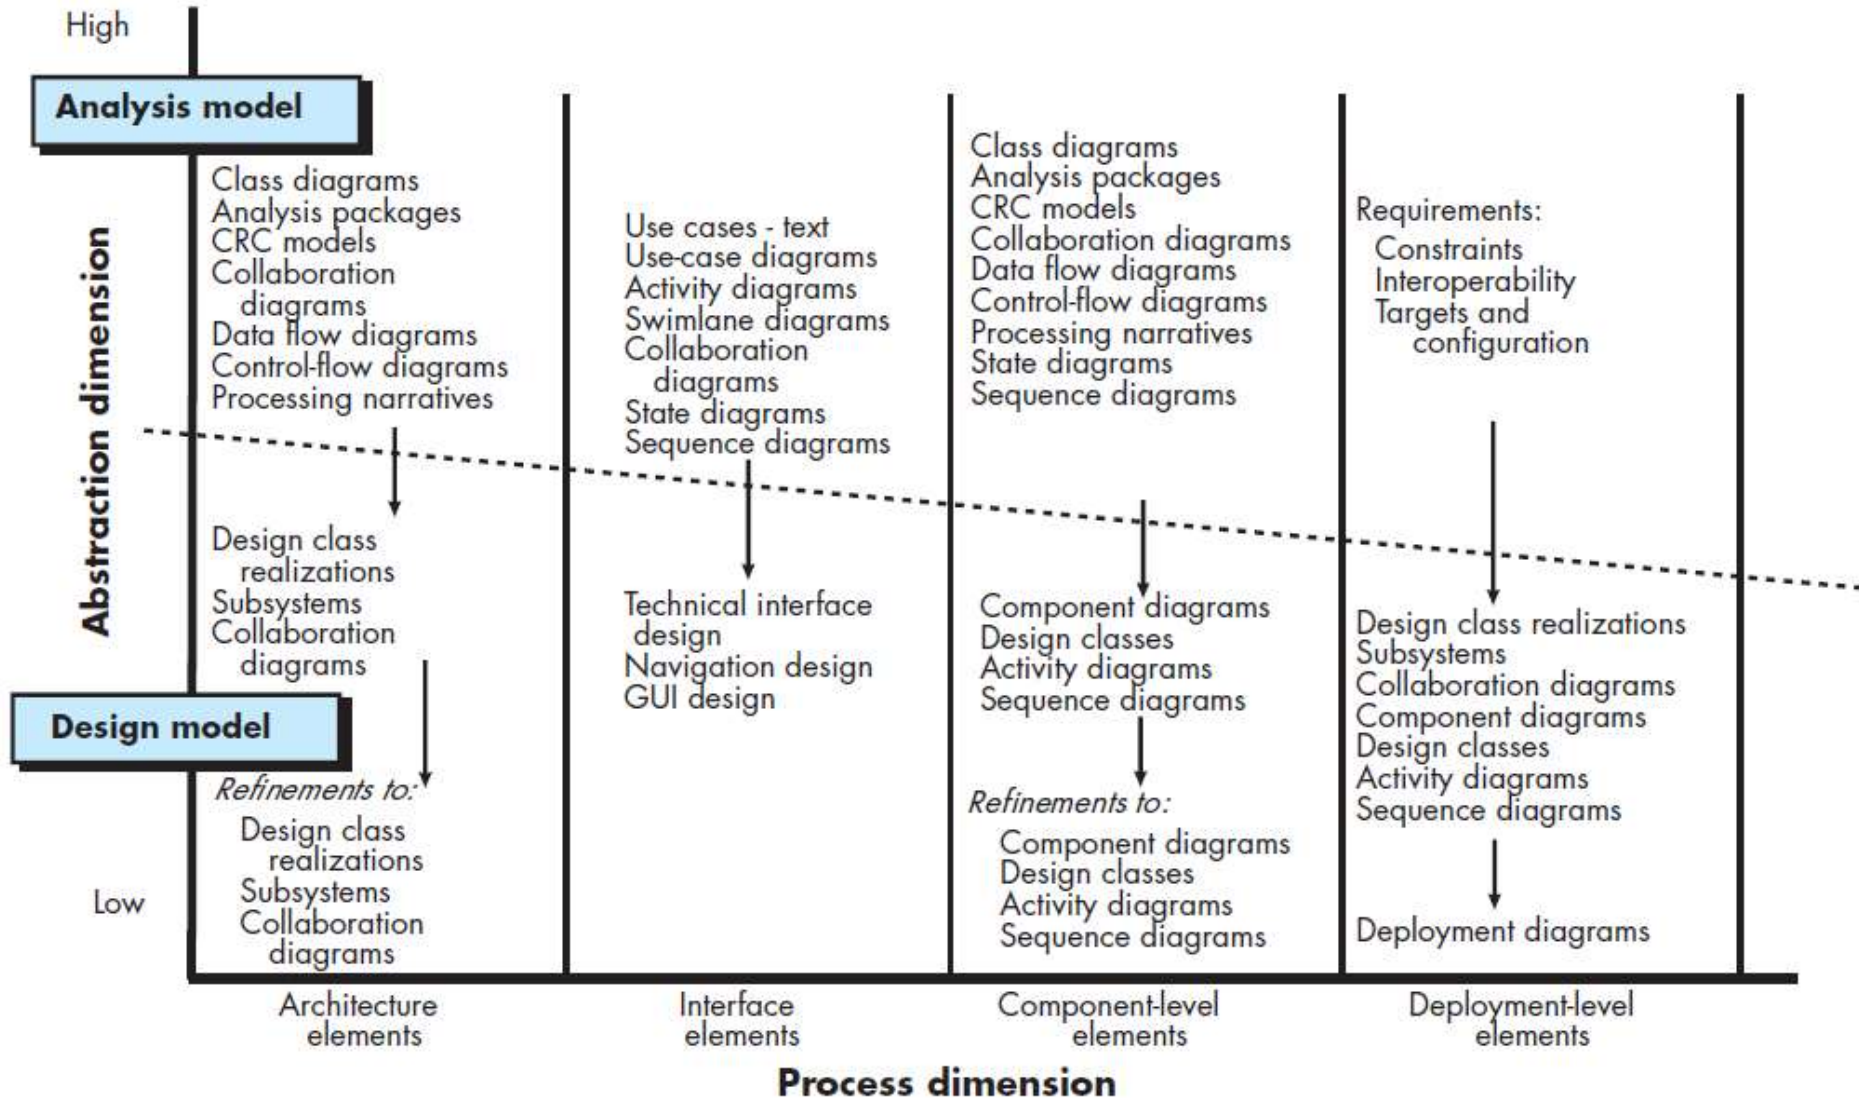 High
Analysis model
Abstraction dimension
Design model
Low
Class diagrams
Analysis packages
CRC models
Collaboration
diagrams
Data flow diagrams
Control-flow diagrams
Processing narratives
Design class
realizations
Subsystems
Collaboration
diagrams
Refinements to:
Design class
realizations
Subsystems
Collaboration
diagrams
Architecture
elements
Use cases - text
Use-case diagrams
Activity diagrams
Swimlane diagrams
Collaboration
diagrams
State diagrams
Sequence diagrams
Technical interface
design
Navigation design
GUI design
Interface
elements
Class diagrams
Analysis packages
CRC models
Collaboration diagrams
Data flow diagrams
Control-flow diagrams
Processing narratives
State diagrams
Sequence diagrams
Component diagrams
Design classes
Activity diagrams
Sequence diagrams
Refinements to:
Component diagrams
Design classes
Activity diagrams
Sequence diagrams
Component-level
elements
Requirements:
Constraints
Interoperability
Targets and
configuration
Design class realizations
Subsystems
Collaboration diagrams
Component diagrams
Design classes
Activity diagrams
Sequence diagrams
Deployment diagrams
Deployment-level
elements
Process dimension